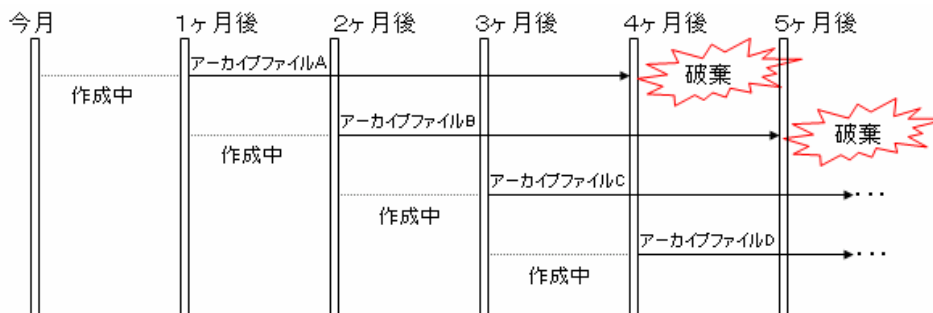 今月
1ヶ月後
2ヶ月後
3ヶ月後
4ヶ月後
5ヶ月後
アーカイブファイルA
破棄
作成中
アーカイブファイルB
破棄
作成中
アーカイブファイルC
・・・
作成中
アーカイブファイルD
・・・
作成中